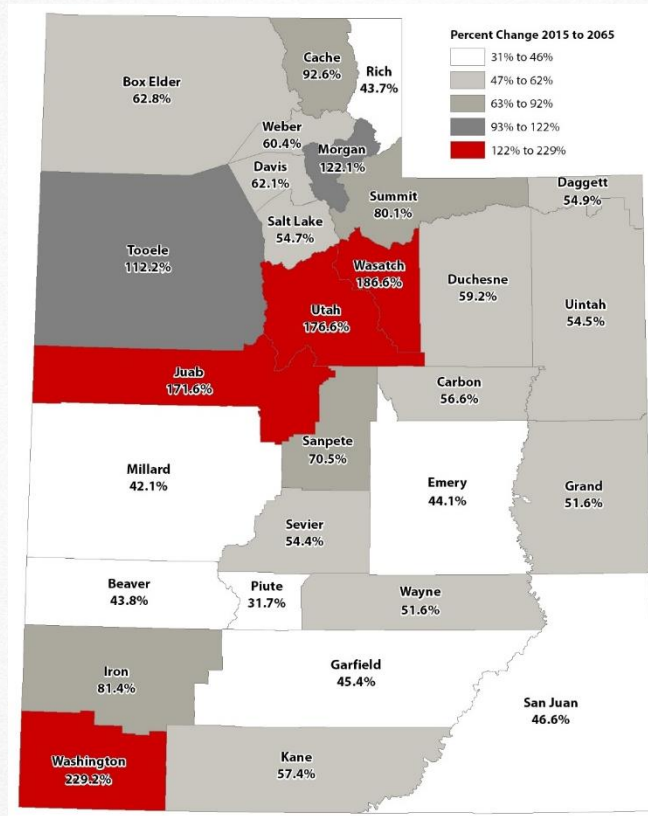 Percent Change 2015 to 2065
31% to 46%
47% to 62%
63% to 92%
93% to 122%
122% to 229%
Cache
92.6%
Rich
43.7%
Box Elder
62.8%
Weber
60.4%
Morgan
122.1%
Davis
62.1%
Summit
80.1%
Daggett
54.9%
Salt Lake
54.7%
Tooele
112.2%
Wasatch
186.6%
Duchesne
59.2%
Uintah
54.5%
Utah
176.6%
Juab
171.6%
Carbon
56.6%
Sanpete
70.5%
Millard
42.1%
Emery
44.1%
Grand
51.6%
Sevier
54.4%
Beaver
43.8%
Piute
31.7%
Wayne
51.6%
Iron
81.4%
Garfield
45.4%
San Juan
46.6%
Washington
229.2%
Kane
57.4%